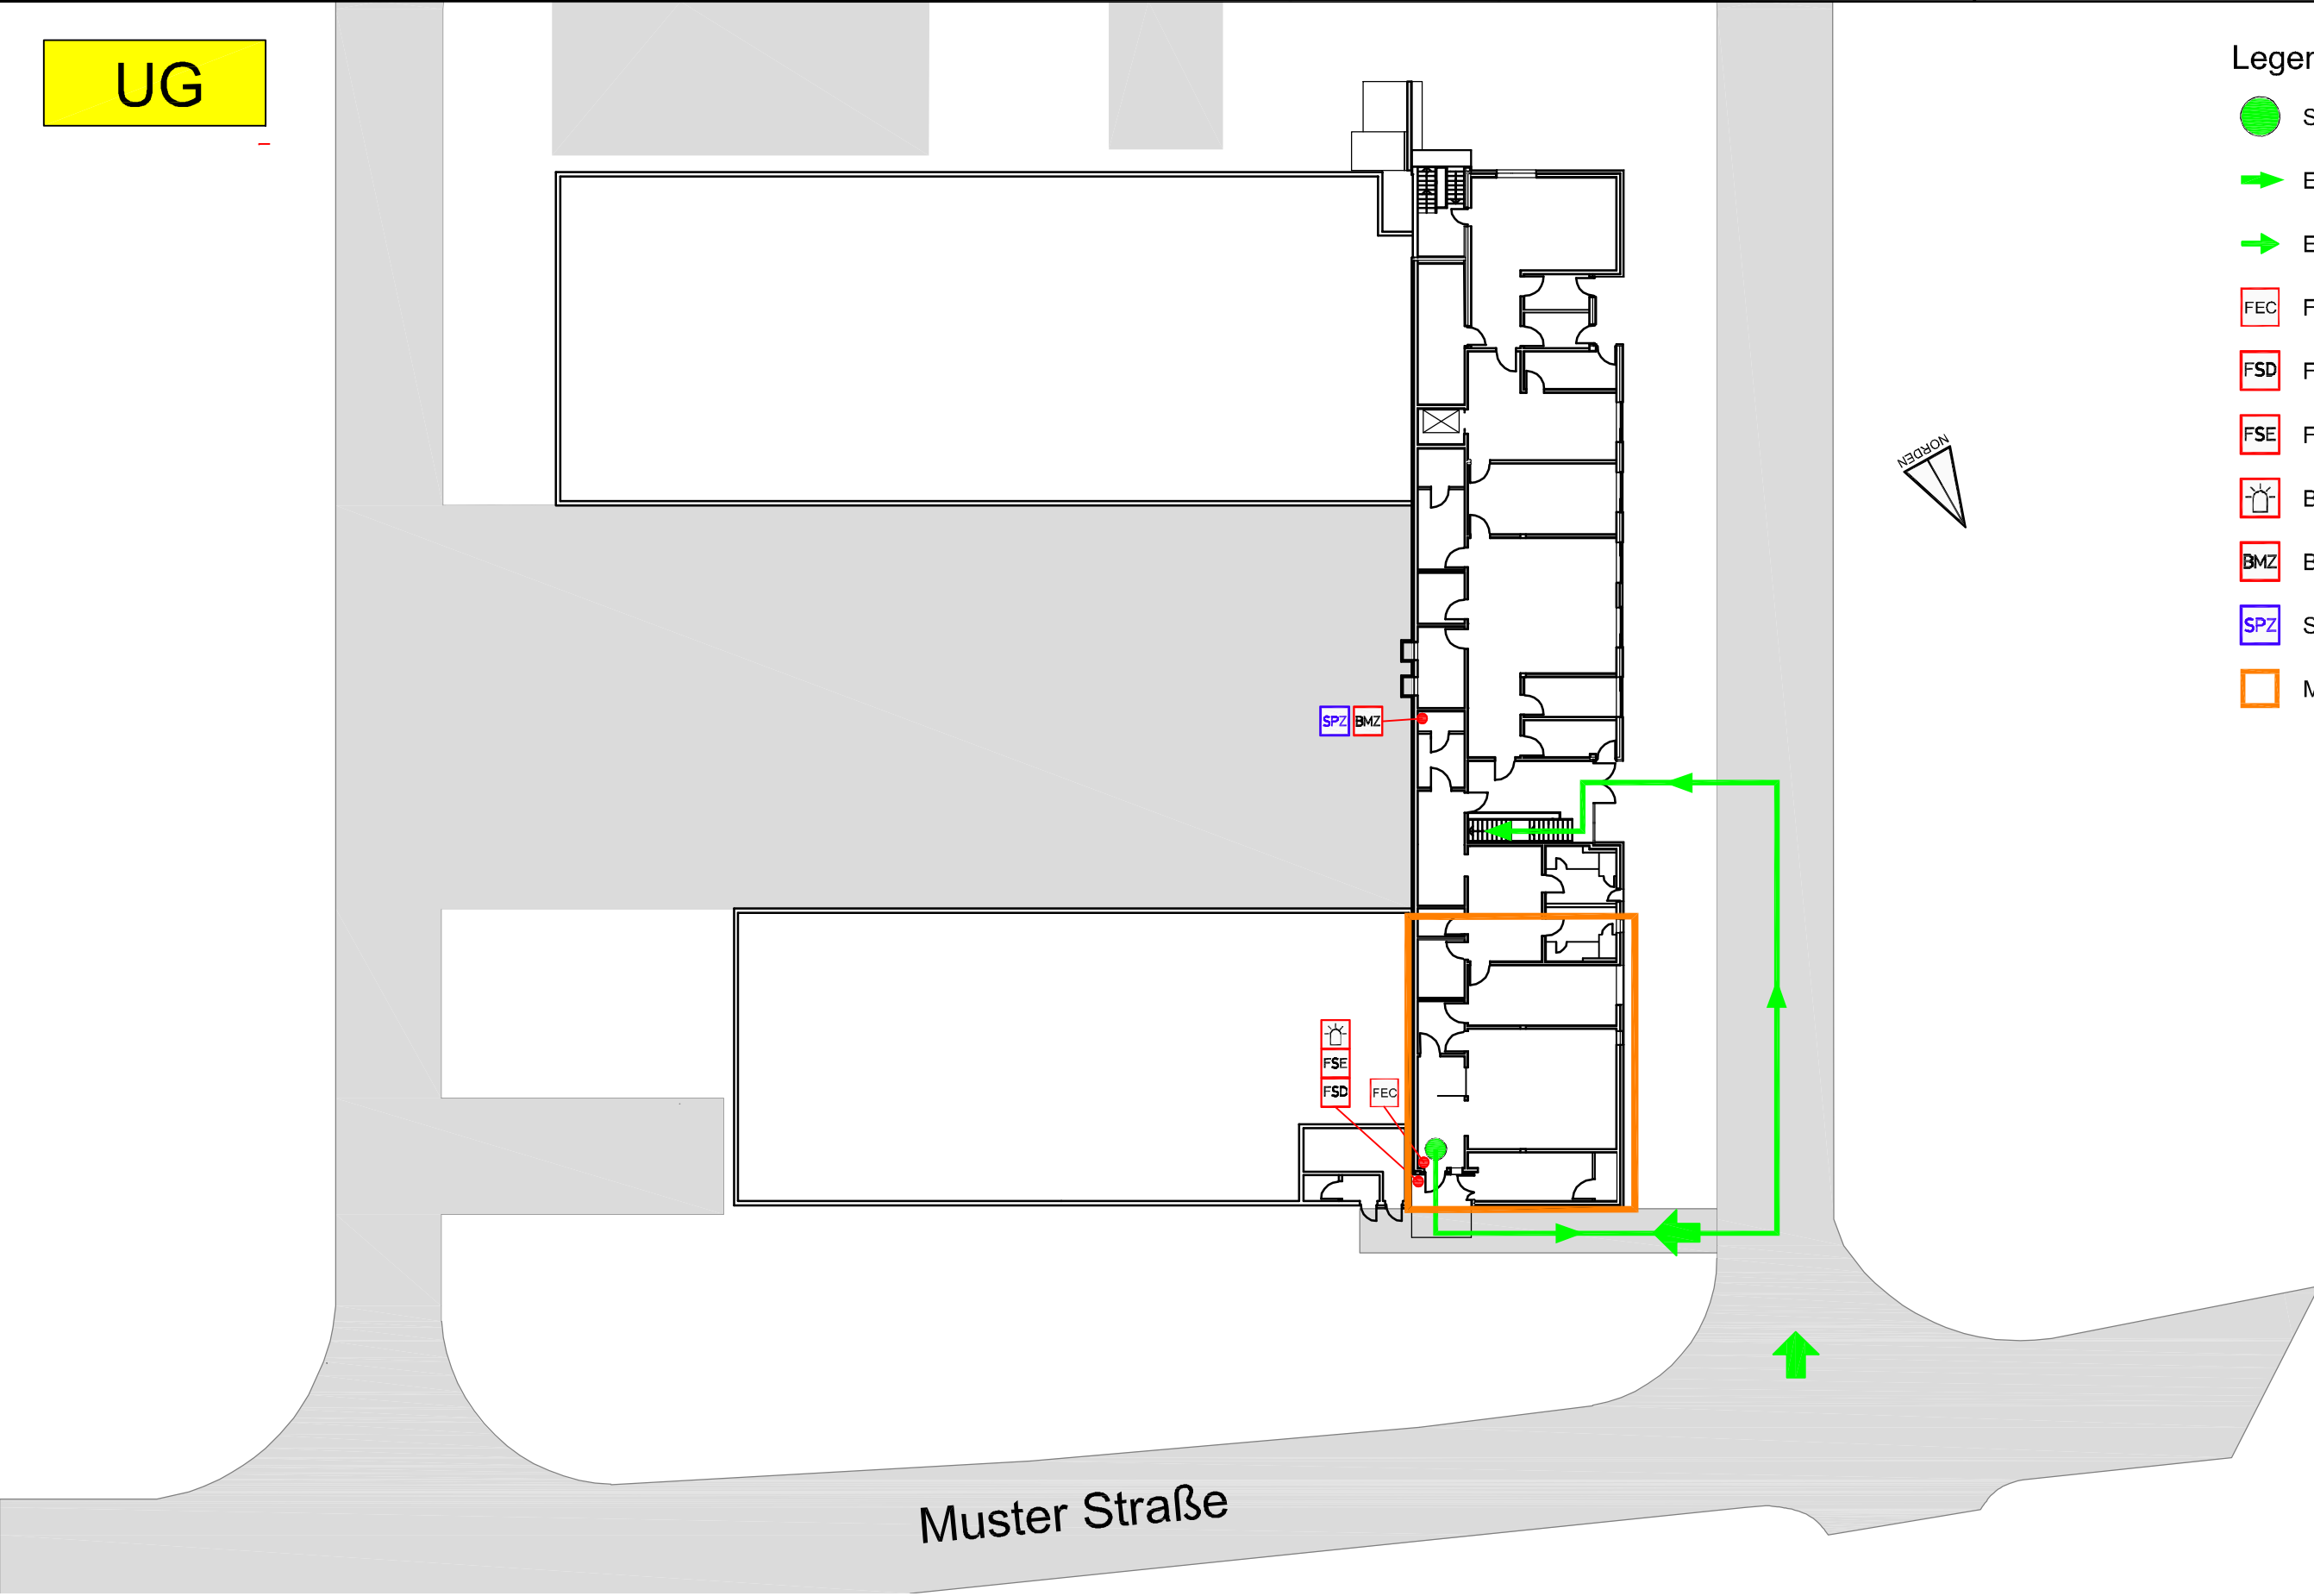 UG
Legen
S
E
E
FEC F
FSD F
FSE F
B
BMZ B
SPZ S
M
NORDEN
SPZ BMZ
FSE
FSD FEC
Muster Straße